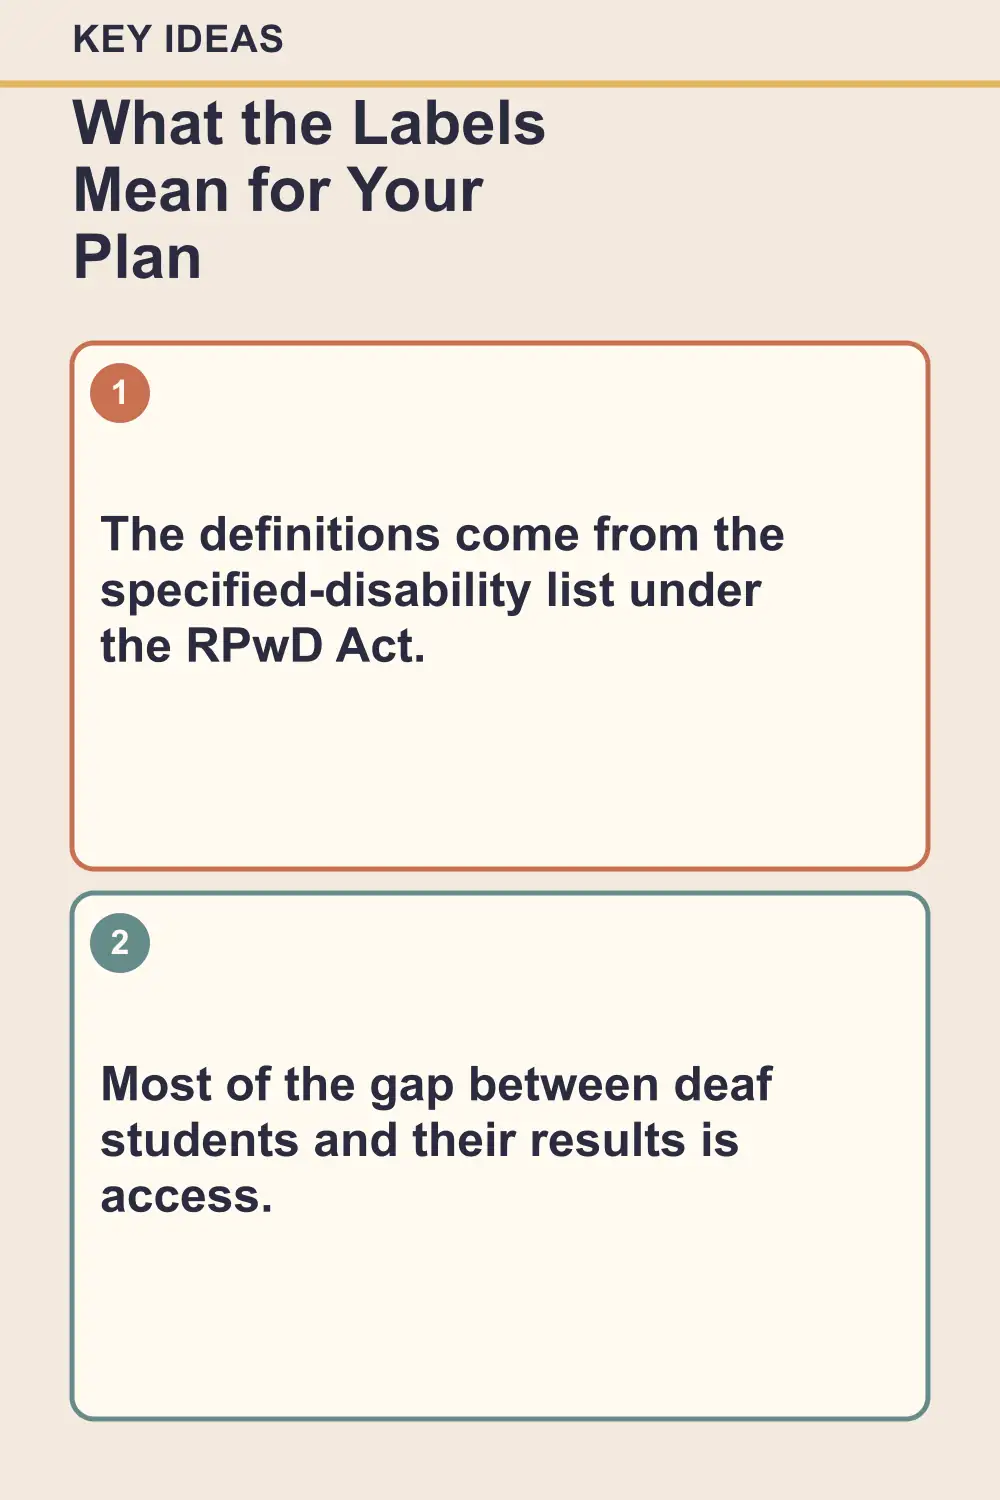 KEY IDEAS
What the Labels
Mean for Your
Plan
1
The definitions come from the
specified-disability list under
the RPwD Act.
2
Most of the gap between deaf
students and their results is
access.